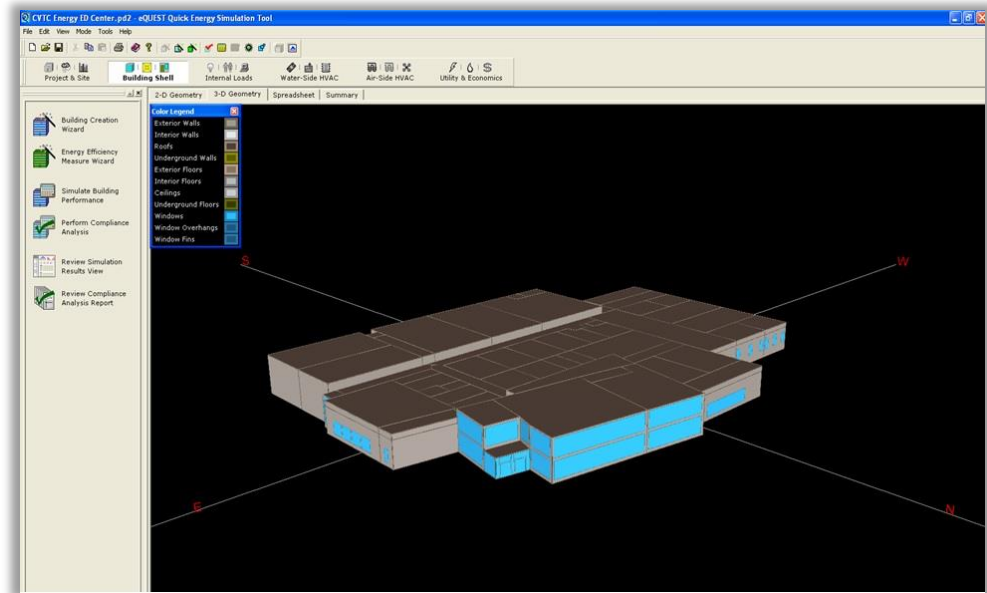 CVTC Energy ED Center.pd2 - eQUEST Quick Energy Simulation Tool
File Edit View Mode Tools Help
Project & Site Building Shell Internal Loads Water-Side HVAC Air-Side HVAC Utility & Economics
2-D Geometry 3-D Geometry Spreadsheet Summary
Building Creation
Wizard
Energy Efficiency
Measure Wizard
Simulate Building
Performance
Perform Compliance
Analysis
Review Simulation
Results View
Review Compliance
Analysis Report
Color Legend
Exterior Walls
Interior Walls
Roofs
Underground Walls
Exterior Floors
Interior Floors
Ceilings
Underground Floors
Windows
Window Overhangs
Window Fins
S
W
E
N